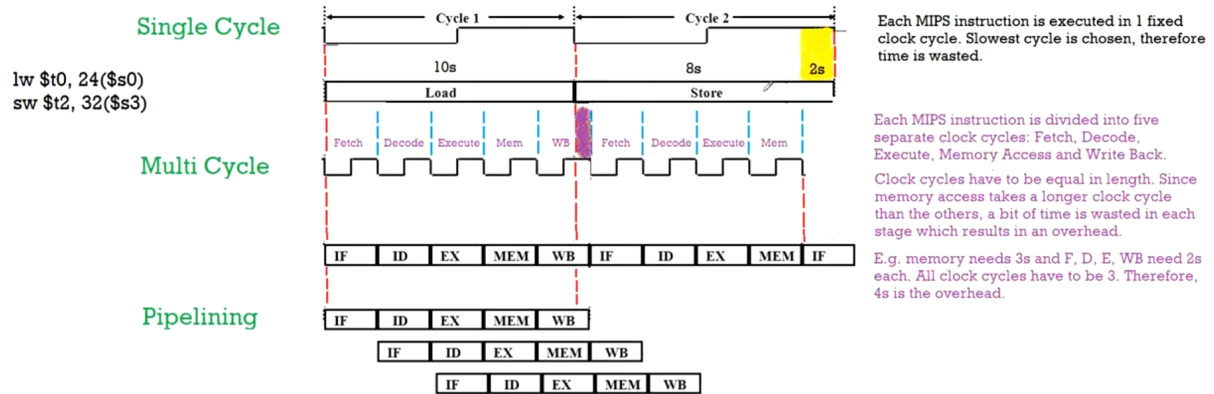 Single Cycle
Cycle 1
Cycle 2
10s
8s
2s
Load
Store
lw $t0, 24($s0)
sw $t2, 32($s3)
Each MIPS instruction is executed in 1 fixed
clock cycle. Slowest cycle is chosen, therefore
time is wasted.
Multi Cycle
Fetch Decode Execute Mem WB Fetch Decode Execute Mem
IF ID EX MEM WB IF ID EX MEM IF
Each MIPS instruction is divided into five
separate clock cycles: Fetch, Decode,
Execute, Memory Access and Write Back.
Clock cycles have to be equal in length. Since
memory access takes a longer clock cycle
than the others, a bit of time is wasted in each
stage which results in an overhead.
E.g. memory needs 3s and F, D, E, WB need 2s
each. All clock cycles have to be 3. Therefore,
4s is the overhead.
Pipelining
IF ID EX MEM WB
IF ID EX MEM WB
IF ID EX MEM WB